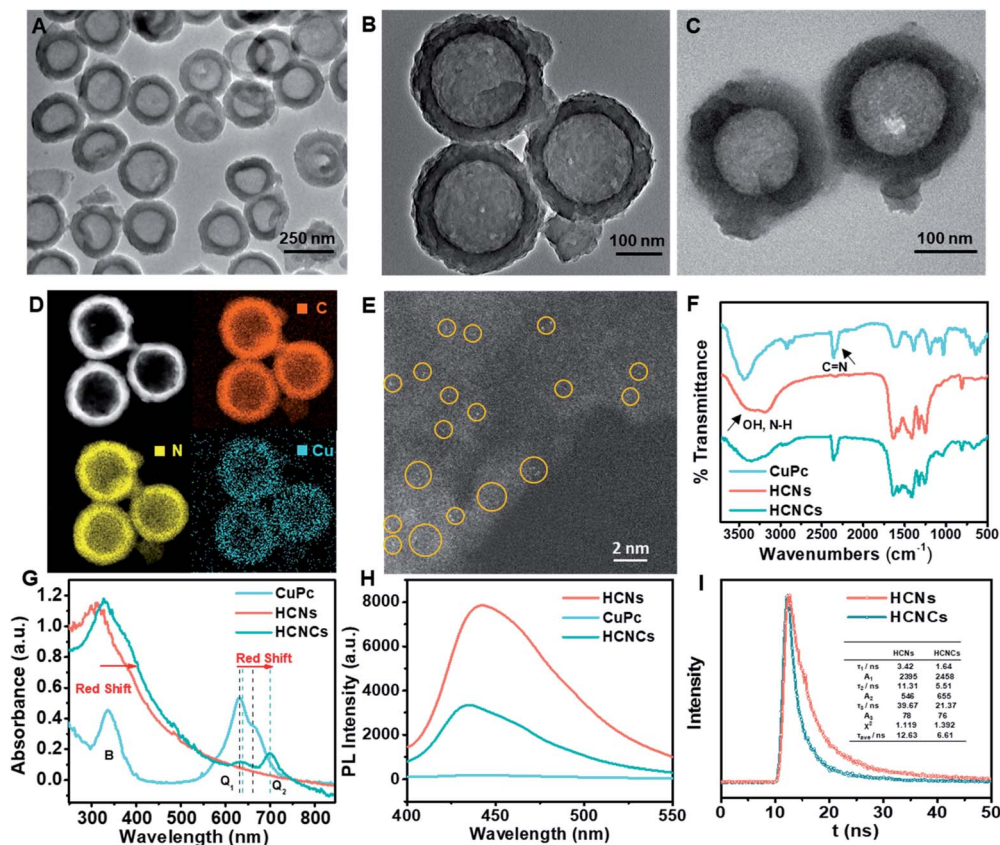 A
250 nm
B
100 nm
C
100 nm
D
C
N
Cu
E
2 nm
F
% Transmittance
C=N
OH, N-H
CuPc
HCNs
HCNCs
3500 3000 2500 2000 1500 1000 500
Wavenumbers (cm⁻¹)
G
Absorbance (a.u.)
1.2
1.0
0.8
0.6
0.4
0.2
0.0
CuPc
HCNs
HCNCs
Red Shift
Red Shift
B
Q₁
Q₂
300 400 500 600 700 800
Wavelength (nm)
H
PL Intensity (a.u.)
8000
6000
4000
2000
0
HCNs
CuPc
HCNCs
400 450 500 550
Wavelength (nm)
I
Intensity
HCNs
HCNCs
HCNs HCNCs
τ₁ / ns 3.42 1.64
A₁ 2395 2458
τ₂ / ns 11.31 5.51
A₂ 546 655
τ₃ / ns 39.67 21.37
A₃ 78 76
χ² 1.119 1.392
τave / ns 12.63 6.61
0 10 20 30 40 50
t (ns)